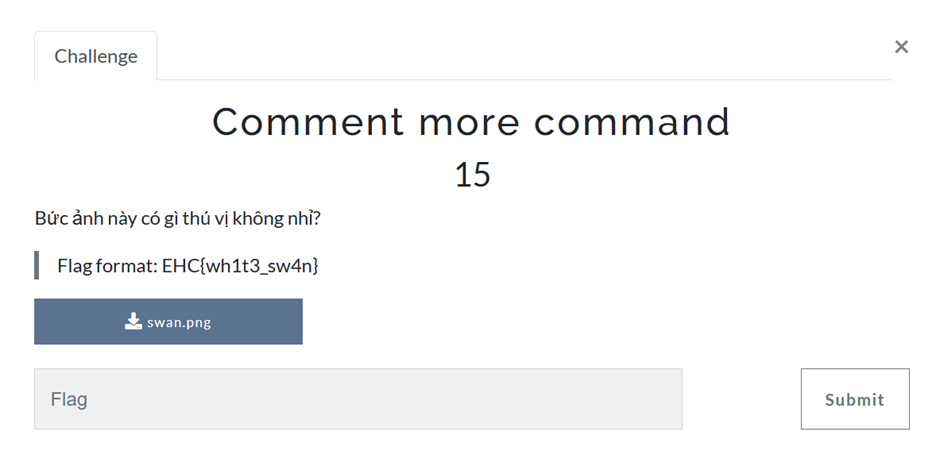 Challenge
×
Comment more command
15
Bức ảnh này có gì thú vị không nhỉ?
Flag format: EHC{wh1t3_sw4n}
swan.png
Flag
Submit